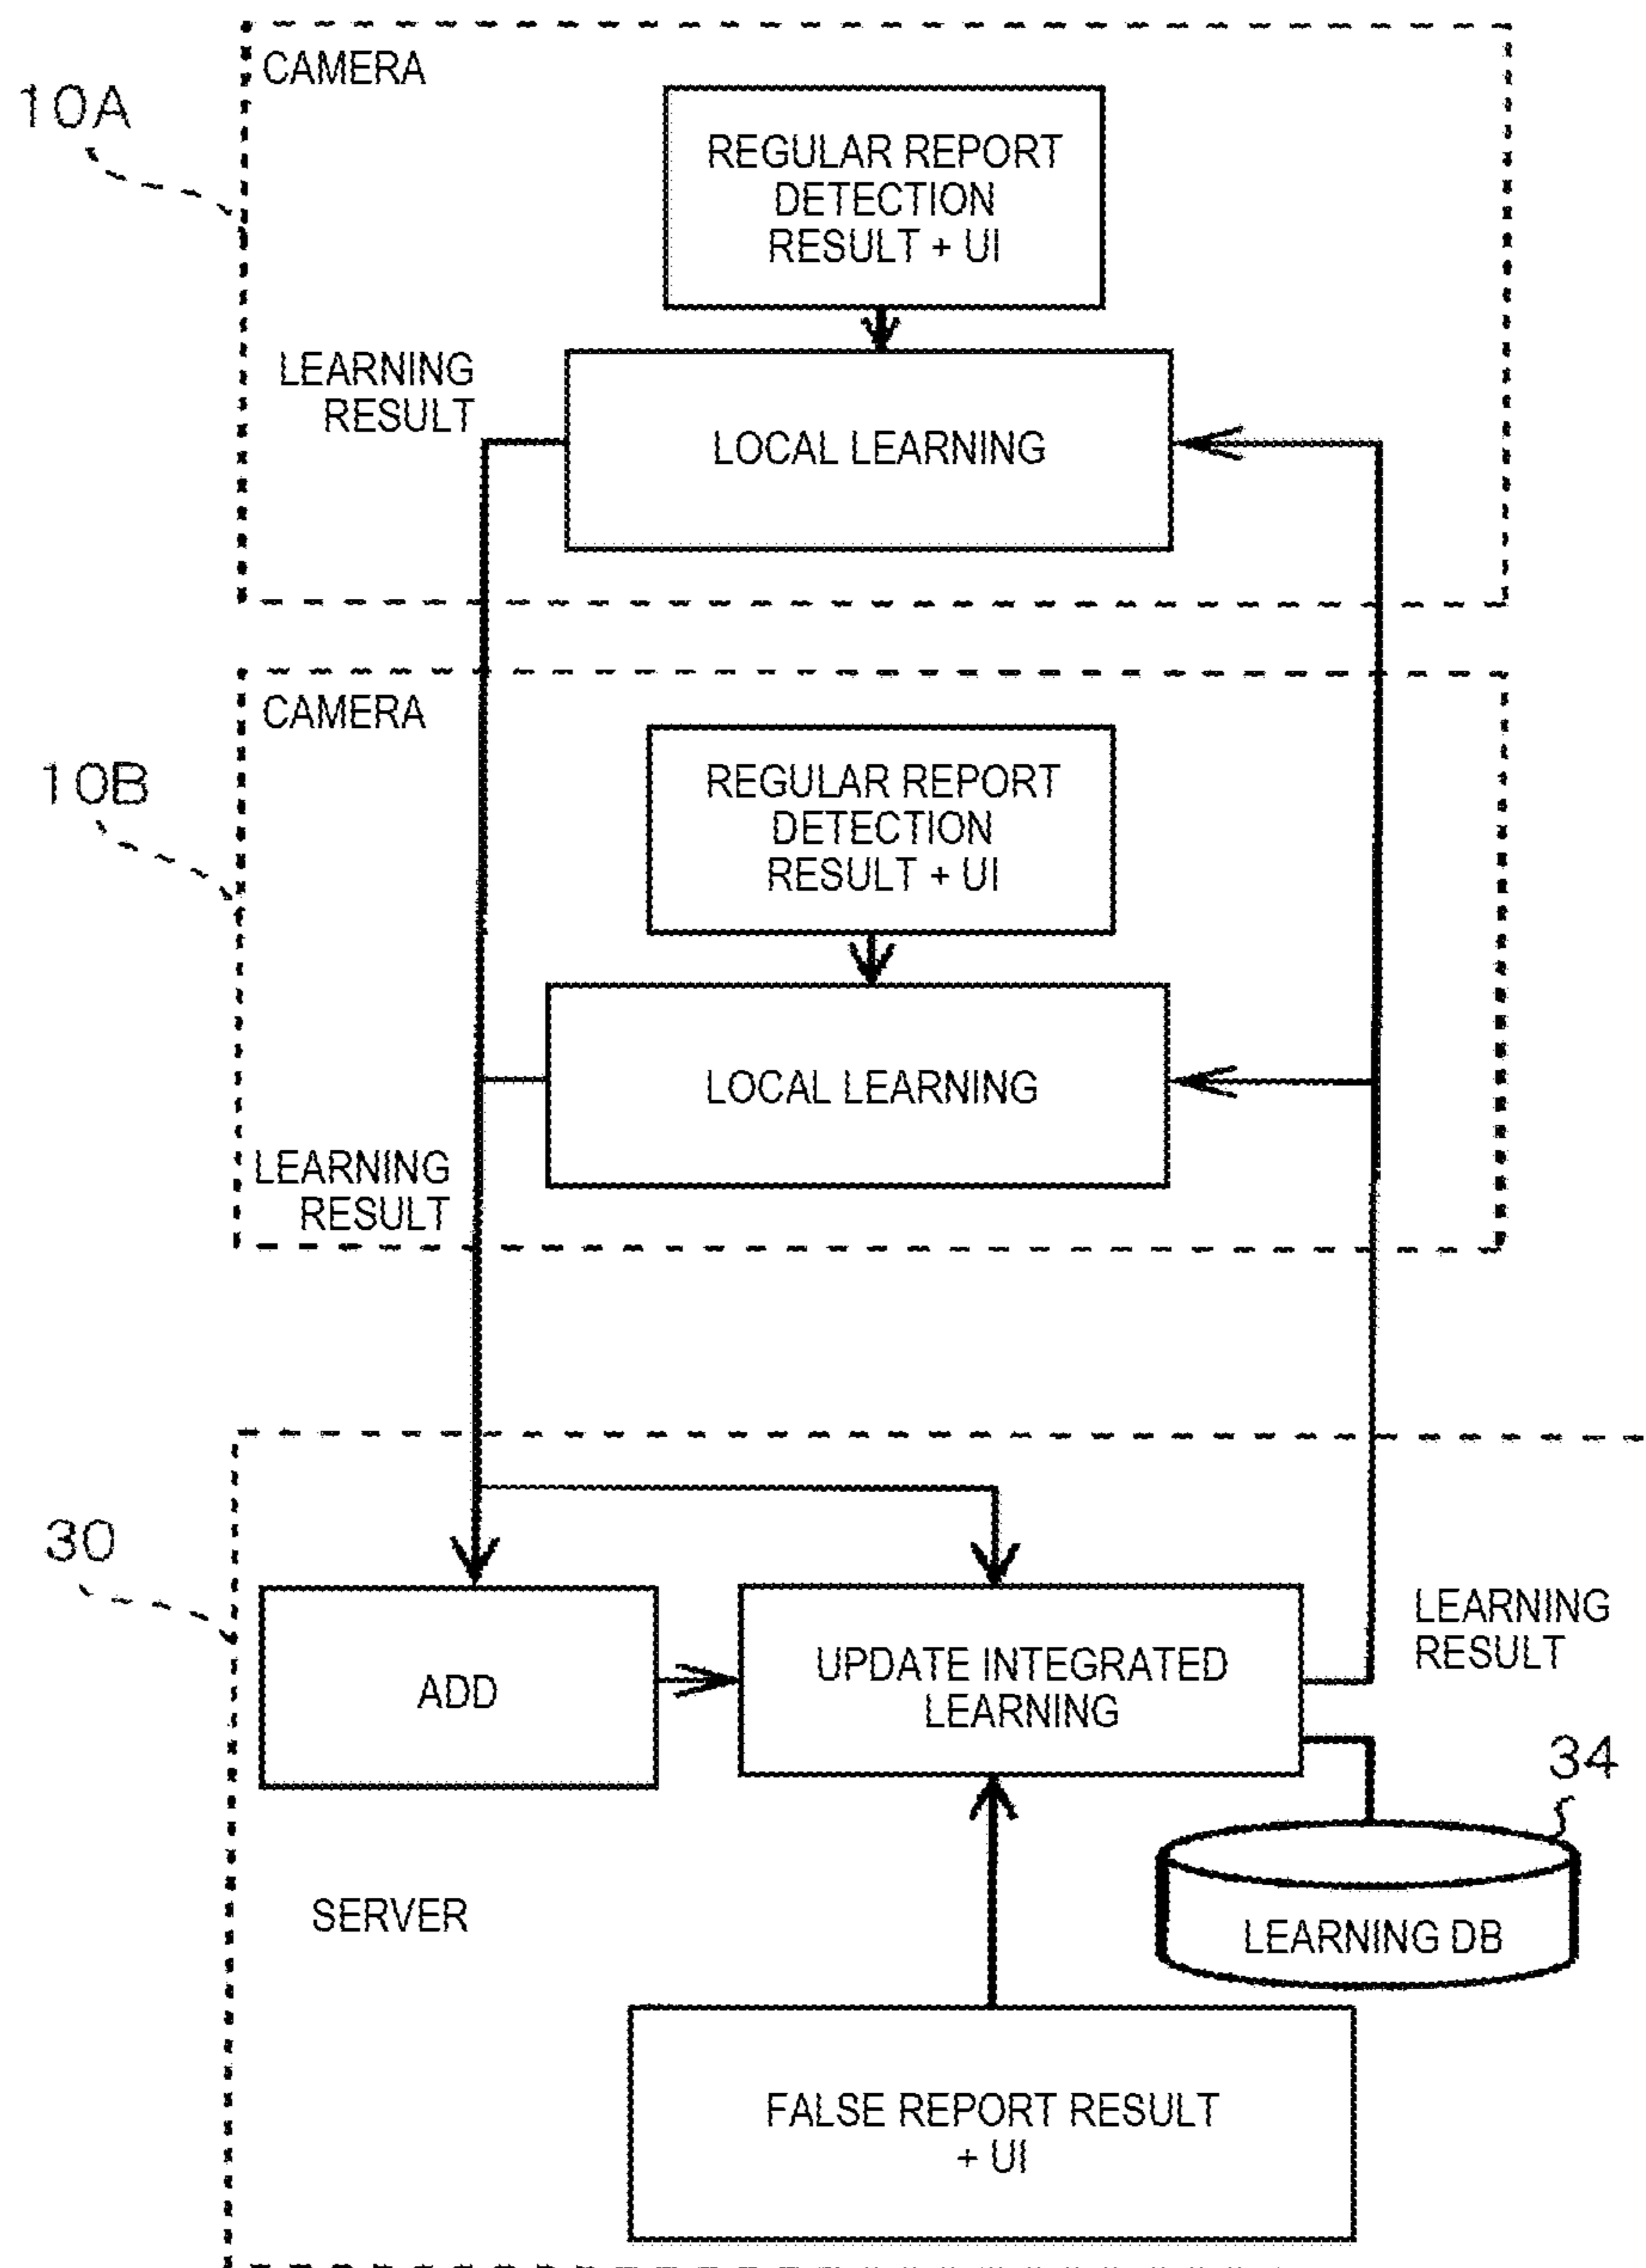 CAMERA
10A
REGULAR REPORT
DETECTION
RESULT + UI
LEARNING
RESULT
LOCAL LEARNING
CAMERA
10B
REGULAR REPORT
DETECTION
RESULT + UI
LOCAL LEARNING
LEARNING
RESULT
30
ADD
UPDATE INTEGRATED
LEARNING
LEARNING
RESULT
34
SERVER
LEARNING DB
FALSE REPORT RESULT
+ UI